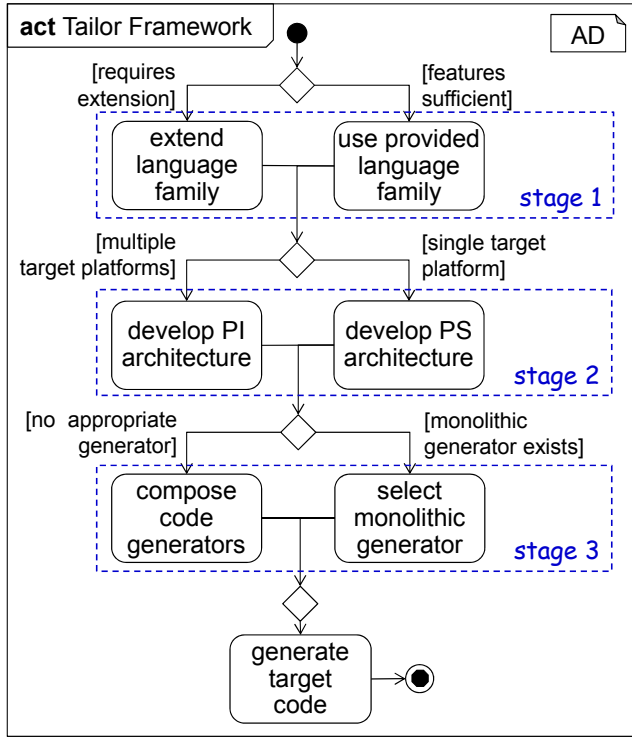 act Tailor Framework
AD
[requires
extension]
[features
sufficient]
extend
language
family
use provided
language
family
stage 1
[multiple
target platforms]
[single target
platform]
develop PI
architecture
develop PS
architecture
stage 2
[no appropriate
generator]
[monolithic
generator exists]
compose
code
generators
select
monolithic
generator
stage 3
generate
target
code